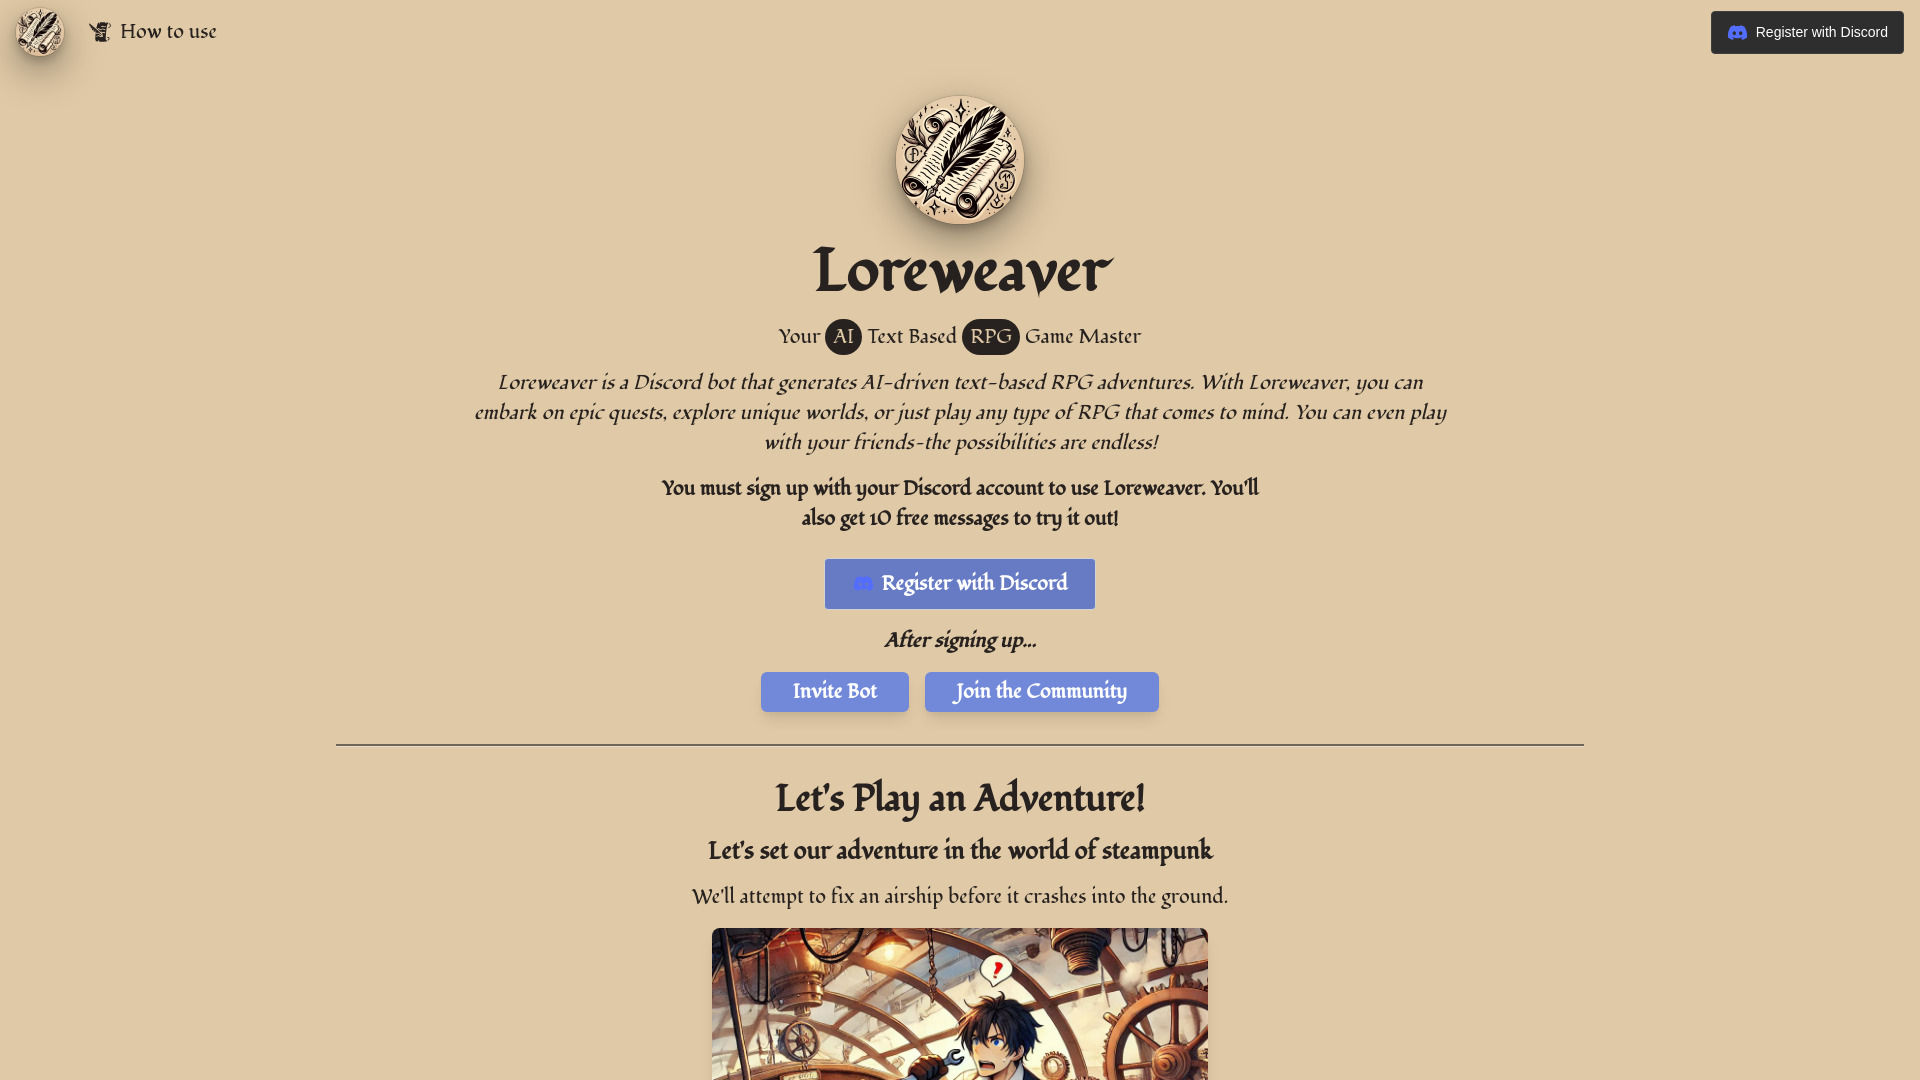 How to use
Register with Discord
Loreweaver
Your AI Text Based RPG Game Master
Loreweaver is a Discord bot that generates AI-driven text-based RPG adventures. With Loreweaver, you can
embark on epic quests, explore unique worlds, or just play any type of RPG that comes to mind. You can even play
with your friends-the possibilities are endless!
You must sign up with your Discord account to use Loreweaver. You'll
also get 10 free messages to try it out!
Register with Discord
After signing up...
Invite Bot
Join the Community
Let's Play an Adventure!
Let's set our adventure in the world of steampunk
We'll attempt to fix an airship before it crashes into the ground.